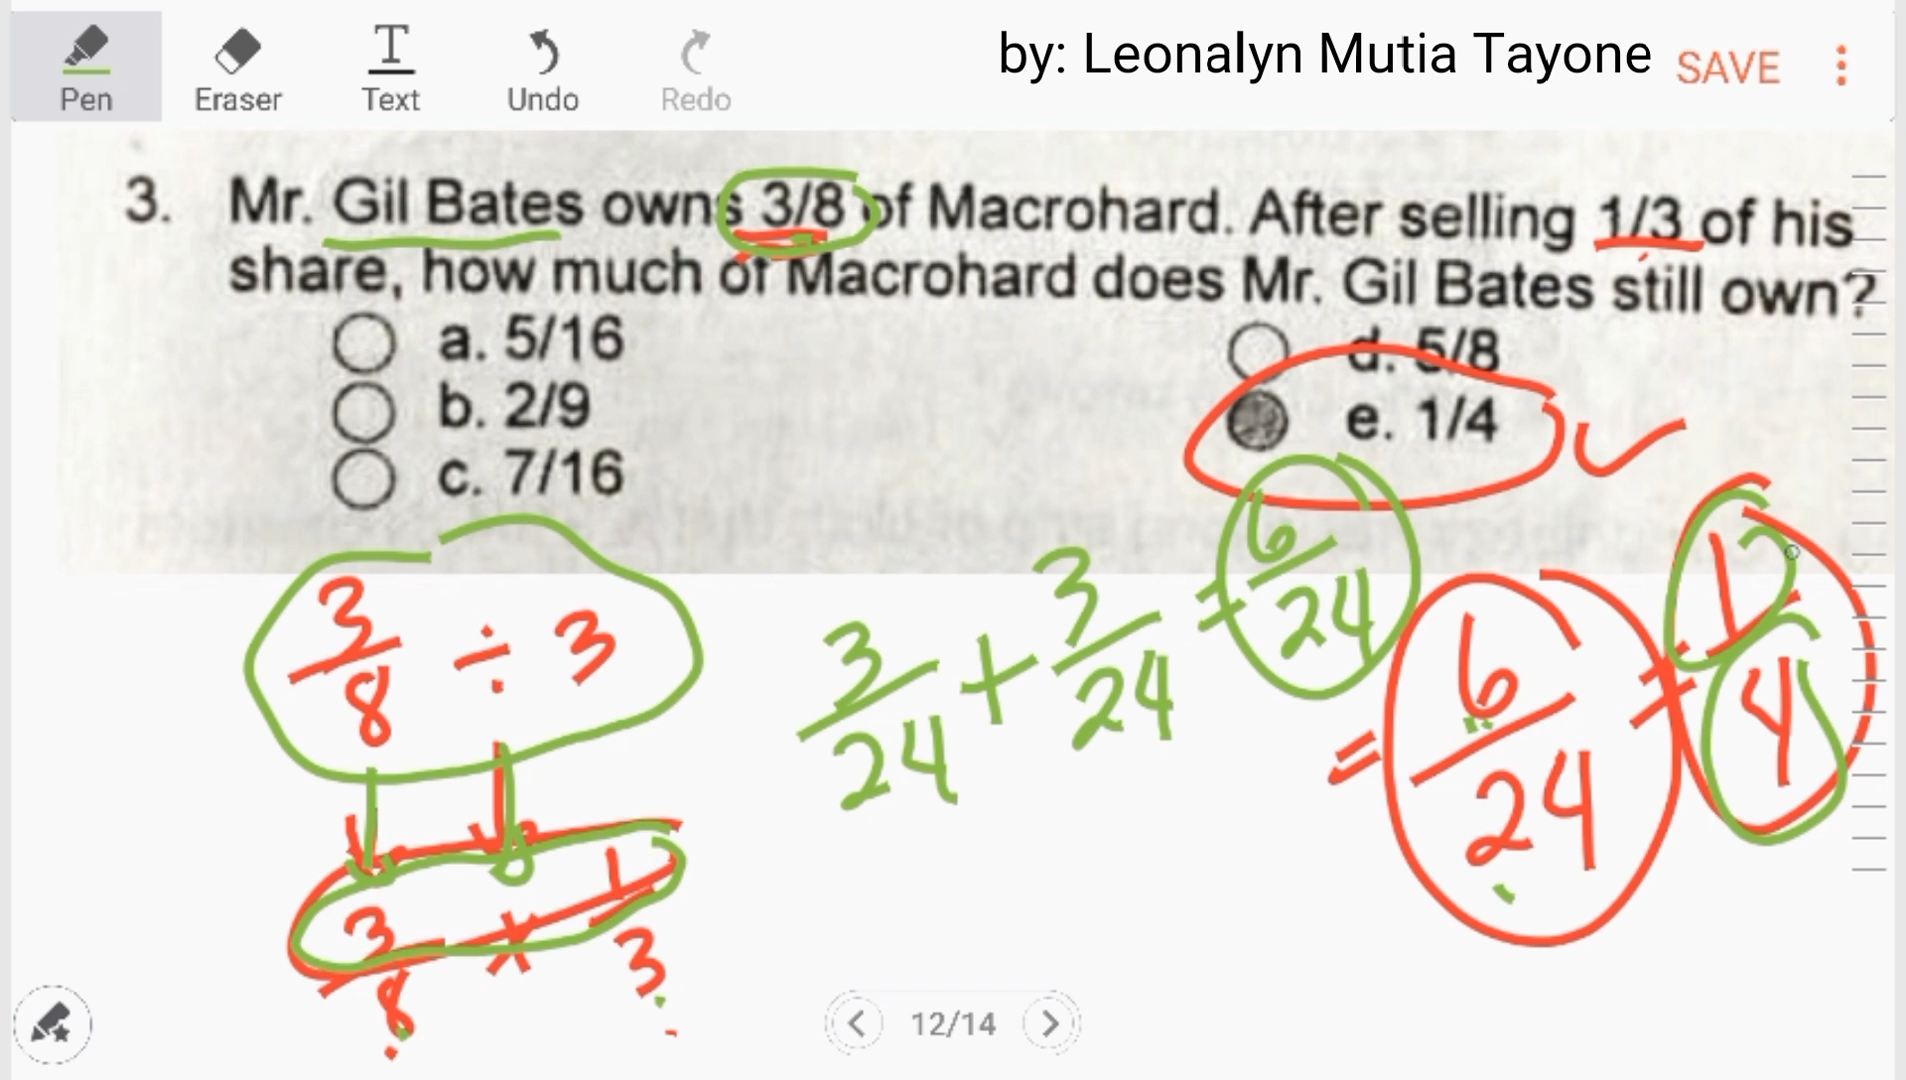 Pen
Eraser
Text
Undo
Redo
by: Leonalyn Mutia Tayone
SAVE
3. Mr. Gil Bates owns 3/8 of Macrohard. After selling 1/3 of his
share, how much of Macrohard does Mr. Gil Bates still own?
a. 5/16
b. 2/9
c. 7/16
d. 5/8
e. 1/4
3/8 ÷ 3
3/8 * 1/3
3/24 + 3/24 = 6/24
= 6/24 = 1/4
12/14